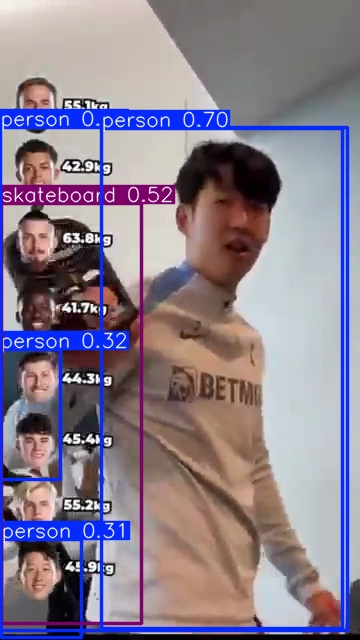 55.1kg
person 0.
person 0.70
42.9kg
skateboard 0.52
63.8kg
41.7kg
person 0.32
44.3kg
BETM
45.4kg
55.2kg
person 0.31
45.9kg